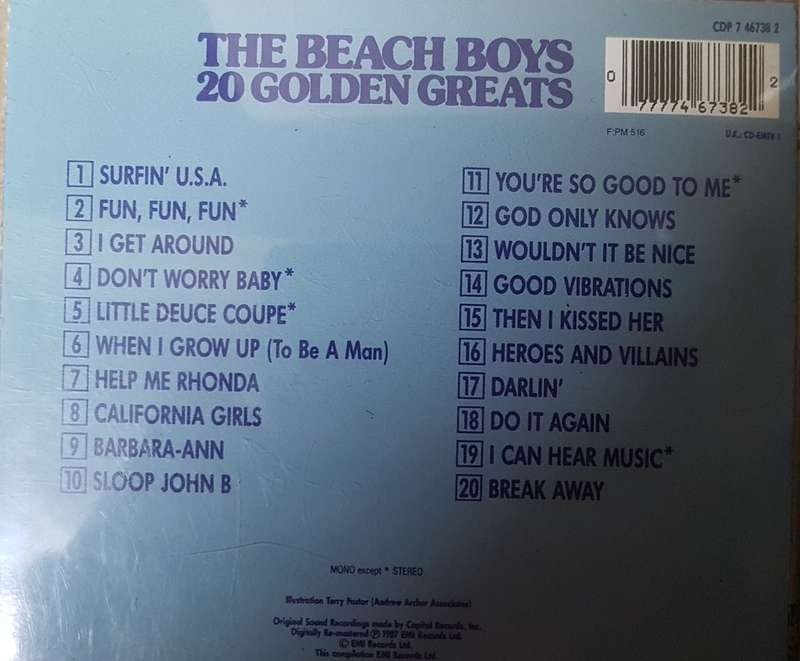 CDP 7 46738 2
THE BEACH BOYS
20 GOLDEN GREATS
0 77774 67382 2
F:PM 516
U.K.: CD-EMTV 1
1 SURFIN' U.S.A.
2 FUN, FUN, FUN*
3 I GET AROUND
4 DON'T WORRY BABY*
5 LITTLE DEUCE COUPE*
6 WHEN I GROW UP (To Be A Man)
7 HELP ME RHONDA
8 CALIFORNIA GIRLS
9 BARBARA-ANN
10 SLOOP JOHN B
11 YOU'RE SO GOOD TO ME*
12 GOD ONLY KNOWS
13 WOULDN'T IT BE NICE
14 GOOD VIBRATIONS
15 THEN I KISSED HER
16 HEROES AND VILLAINS
17 DARLIN'
18 DO IT AGAIN
19 I CAN HEAR MUSIC*
20 BREAK AWAY
MONO except * STEREO
Illustration Terry Pastor (Andrew Archer Associates)
Original Sound Recordings made by Capitol Records, Inc.
Digitally Re-mastered ℗ 1987 EMI Records Ltd.
© EMI Records Ltd.
This compilation EMI Records Ltd.